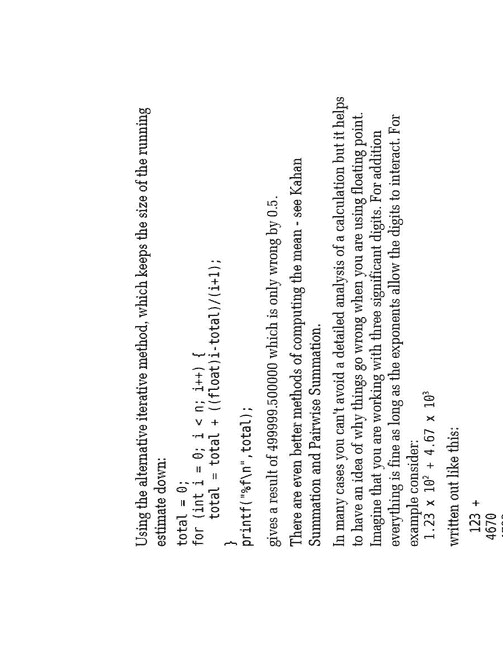 Using the alternative iterative method, which keeps the size of the running
estimate down:
total = 0;
for (int i = 0; i < n; i++) {
total = total + ((float)i-total)/(i+1);
}
printf("%f\n",total);
gives a result of 499999.500000 which is only wrong by 0.5.
There are even better methods of computing the mean - see Kahan
Summation and Pairwise Summation.
In many cases you can't avoid a detailed analysis of a calculation but it helps
to have an idea of why things go wrong when you are using floating point.
Imagine that you are working with three significant digits. For addition
everything is fine as long as the exponents allow the digits to interact. For
example consider:
1.23 x 10² + 4.67 x 10³
written out like this:
123 +
4670